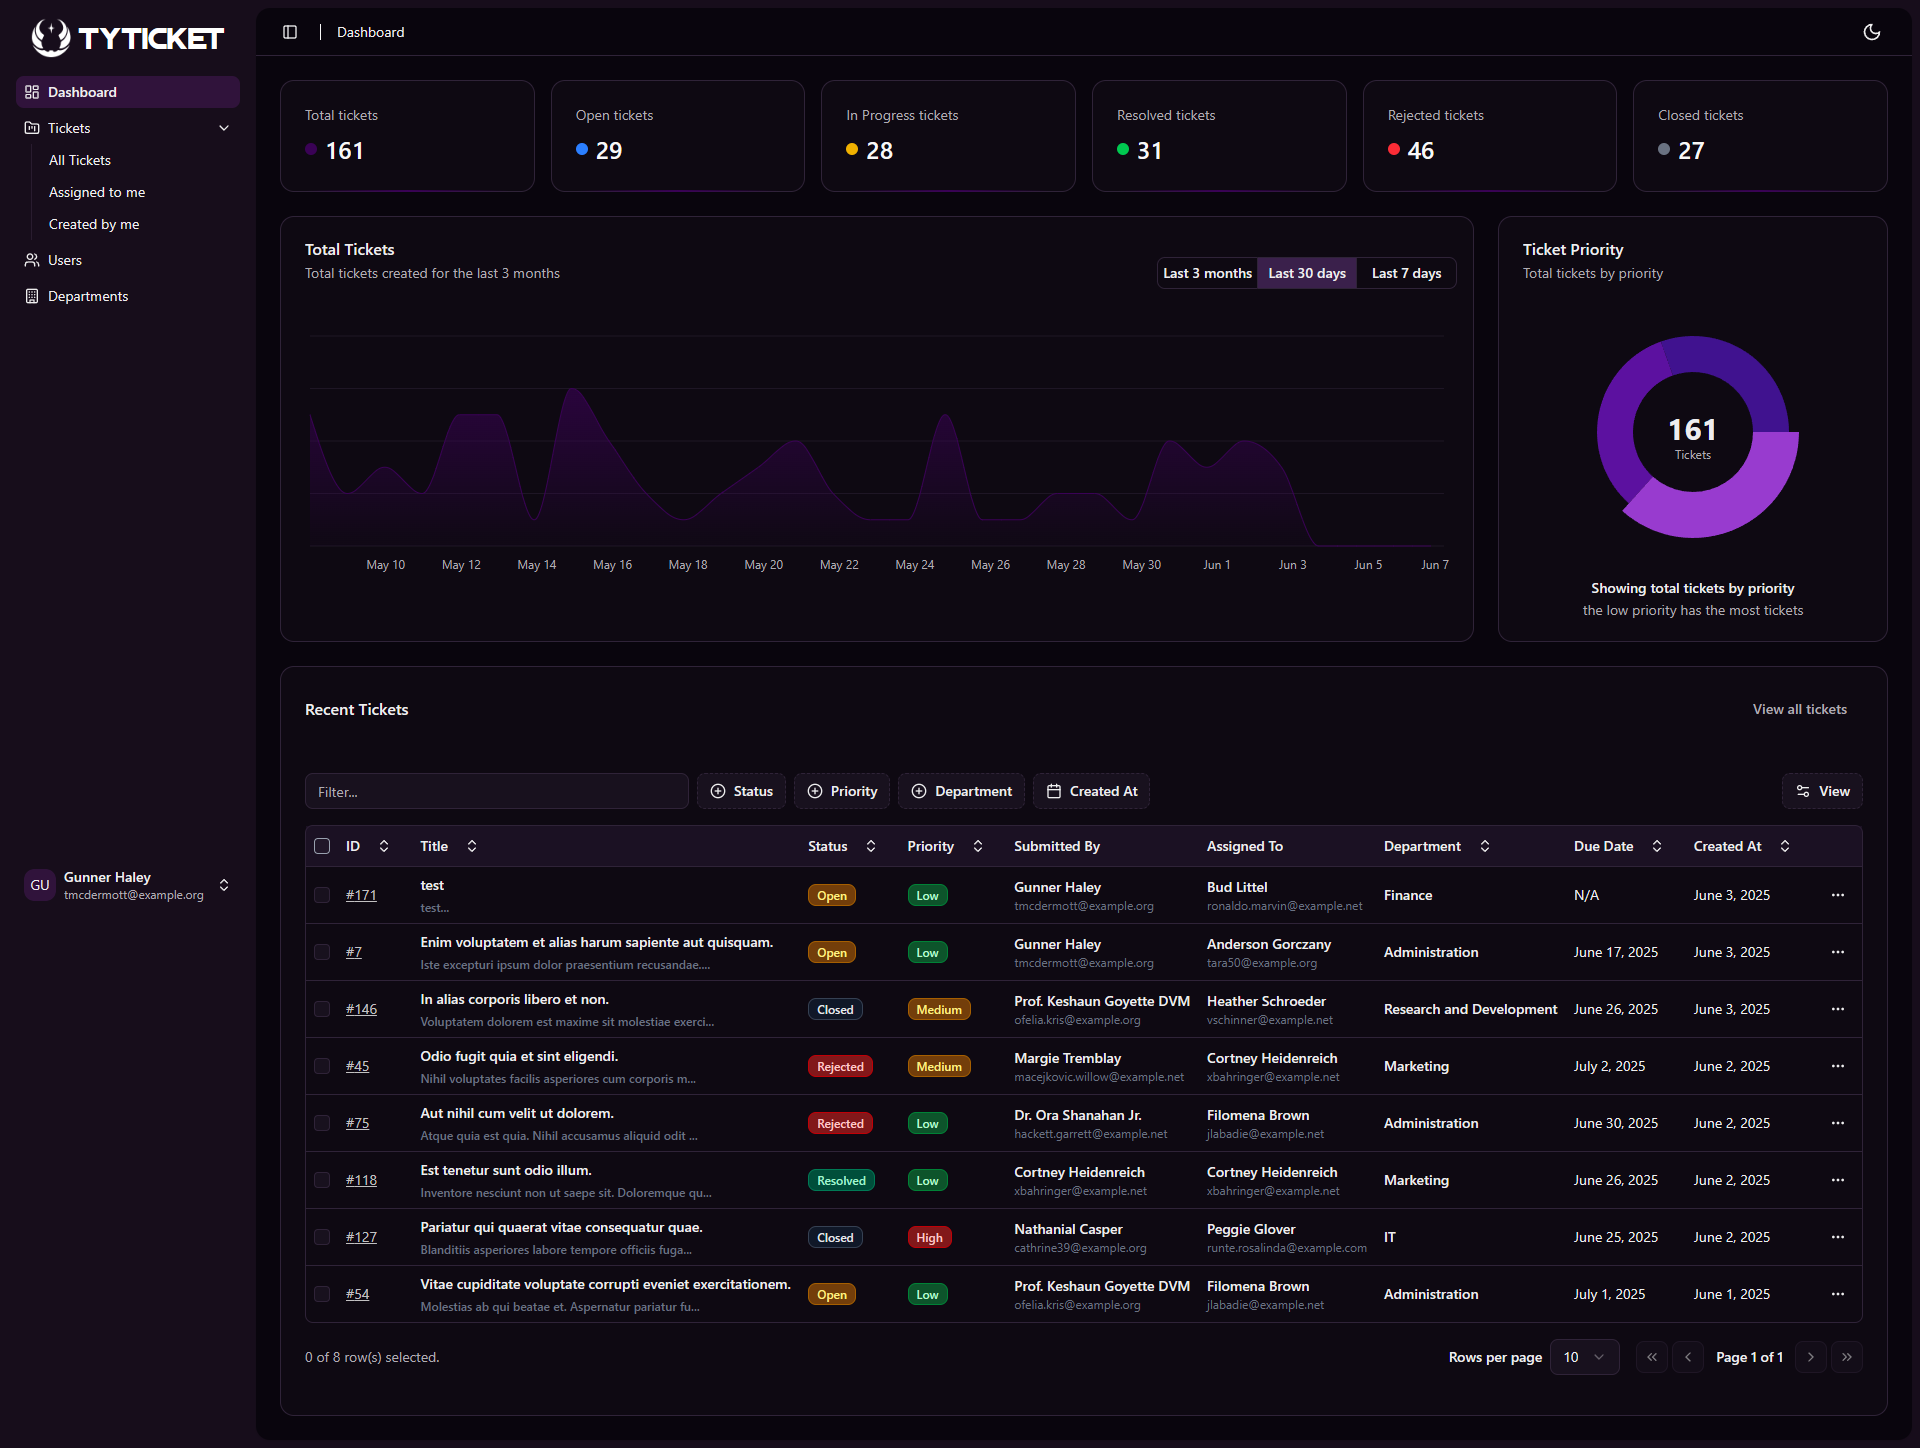 TYTICKET
Dashboard
Tickets
All Tickets
Assigned to me
Created by me
Users
Departments
GU
Gunner Haley
tmcdermott@example.org
Dashboard
Total tickets
161
Open tickets
29
In Progress tickets
28
Resolved tickets
31
Rejected tickets
46
Closed tickets
27
Total Tickets
Total tickets created for the last 3 months
Last 3 months Last 30 days Last 7 days
May 10 May 12 May 14 May 16 May 18 May 20 May 22 May 24 May 26 May 28 May 30 Jun 1 Jun 3 Jun 5 Jun 7
Ticket Priority
Total tickets by priority
161
Tickets
Showing total tickets by priority
the low priority has the most tickets
Recent Tickets
View all tickets
Filter... Status Priority Department Created At View
ID Title Status Priority Submitted By Assigned To Department Due Date Created At
#171 test Open Low Gunner Haley Bud Littel Finance N/A June 3, 2025 ...
test... tmcdermott@example.org ronaldo.marvin@example.net
#7 Enim voluptatem et alias harum sapiente aut quisquam. Open Low Gunner Haley Anderson Gorczany Administration June 17, 2025 June 3, 2025 ...
Iste excepturi ipsum dolor praesentium recusandae.... tmcdermott@example.org tara50@example.org
#146 In alias corporis libero et non. Closed Medium Prof. Keshaun Goyette DVM Heather Schroeder Research and Development June 26, 2025 June 3, 2025 ...
Voluptatem dolorem est maxime sit molestiae exerci... ofelia.kris@example.org vschinner@example.net
#45 Odio fugit quia et sint eligendi. Rejected Medium Margie Tremblay Cortney Heidenreich Marketing July 2, 2025 June 2, 2025 ...
Nihil voluptates facilis asperiores cum corporis m... macejkovic.willow@example.net xbahringer@example.net
#75 Aut nihil cum velit ut dolorem. Rejected Low Dr. Ora Shanahan Jr. Filomena Brown Administration June 30, 2025 June 2, 2025 ...
Atque quia est quia. Nihil accusamus aliquid odit ... hackett.garrett@example.net jlabadie@example.net
#118 Est tenetur sunt odio illum. Resolved Low Cortney Heidenreich Cortney Heidenreich Marketing June 26, 2025 June 2, 2025 ...
Inventore nesciunt non ut saepe sit. Doloremque qu... xbahringer@example.net xbahringer@example.net
#127 Pariatur qui quaerat vitae consequatur quae. Closed High Nathanial Casper Peggie Glover IT June 25, 2025 June 2, 2025 ...
Blanditiis asperiores labore tempore officiis fuga... cathrine39@example.org runte.rosalinda@example.com
#54 Vitae cupiditate voluptate corrupti eveniet exercitationem. Open Low Prof. Keshaun Goyette DVM Filomena Brown Administration July 1, 2025 June 1, 2025 ...
Molestias ab qui beatae et. Aspernatur pariatur fu... ofelia.kris@example.org jlabadie@example.net
0 of 8 row(s) selected. Rows per page 10 Page 1 of 1